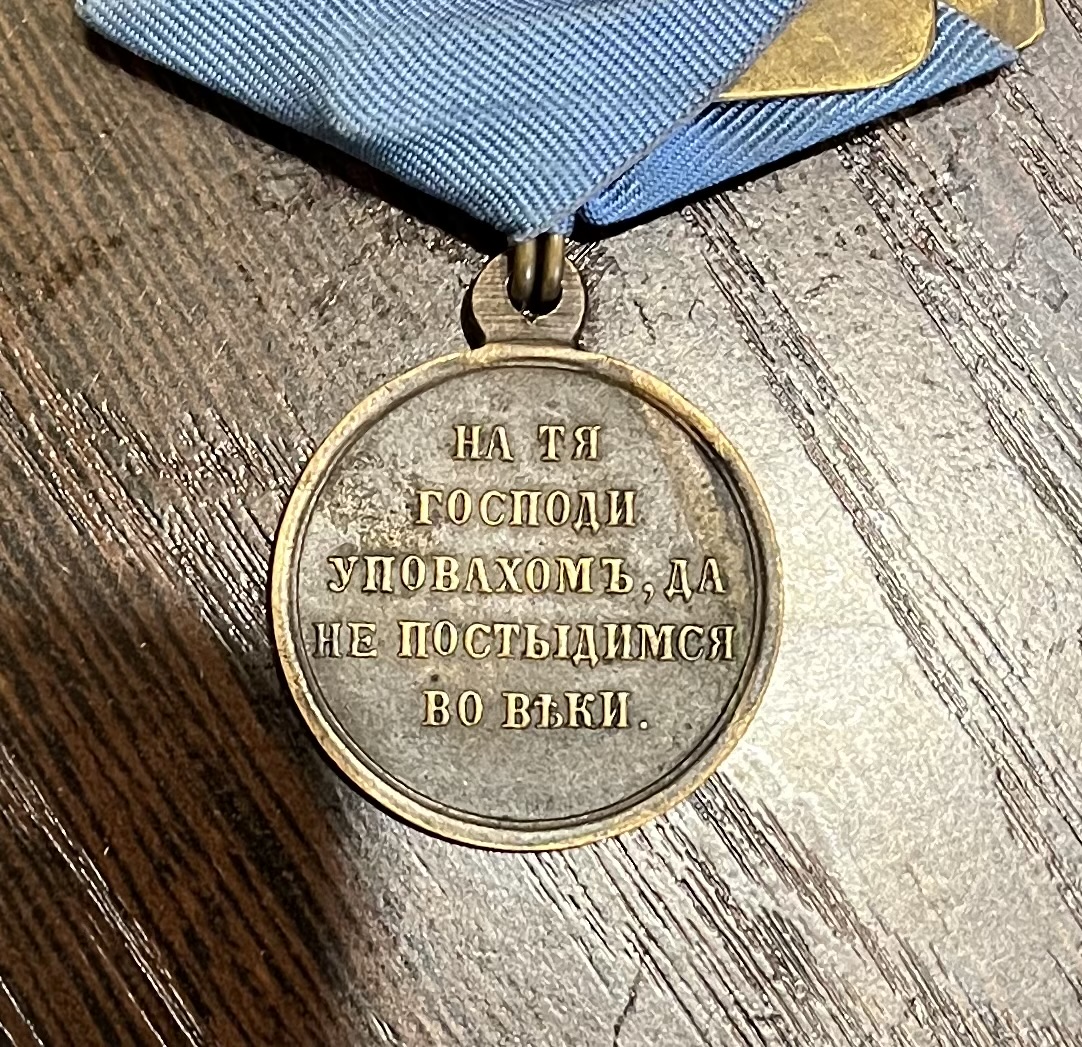 НА ТЯ
ГОСПОДИ
УПОВАХОМЪ, ДА
НЕ ПОСТЫДИМСЯ
ВО ВѢКИ.